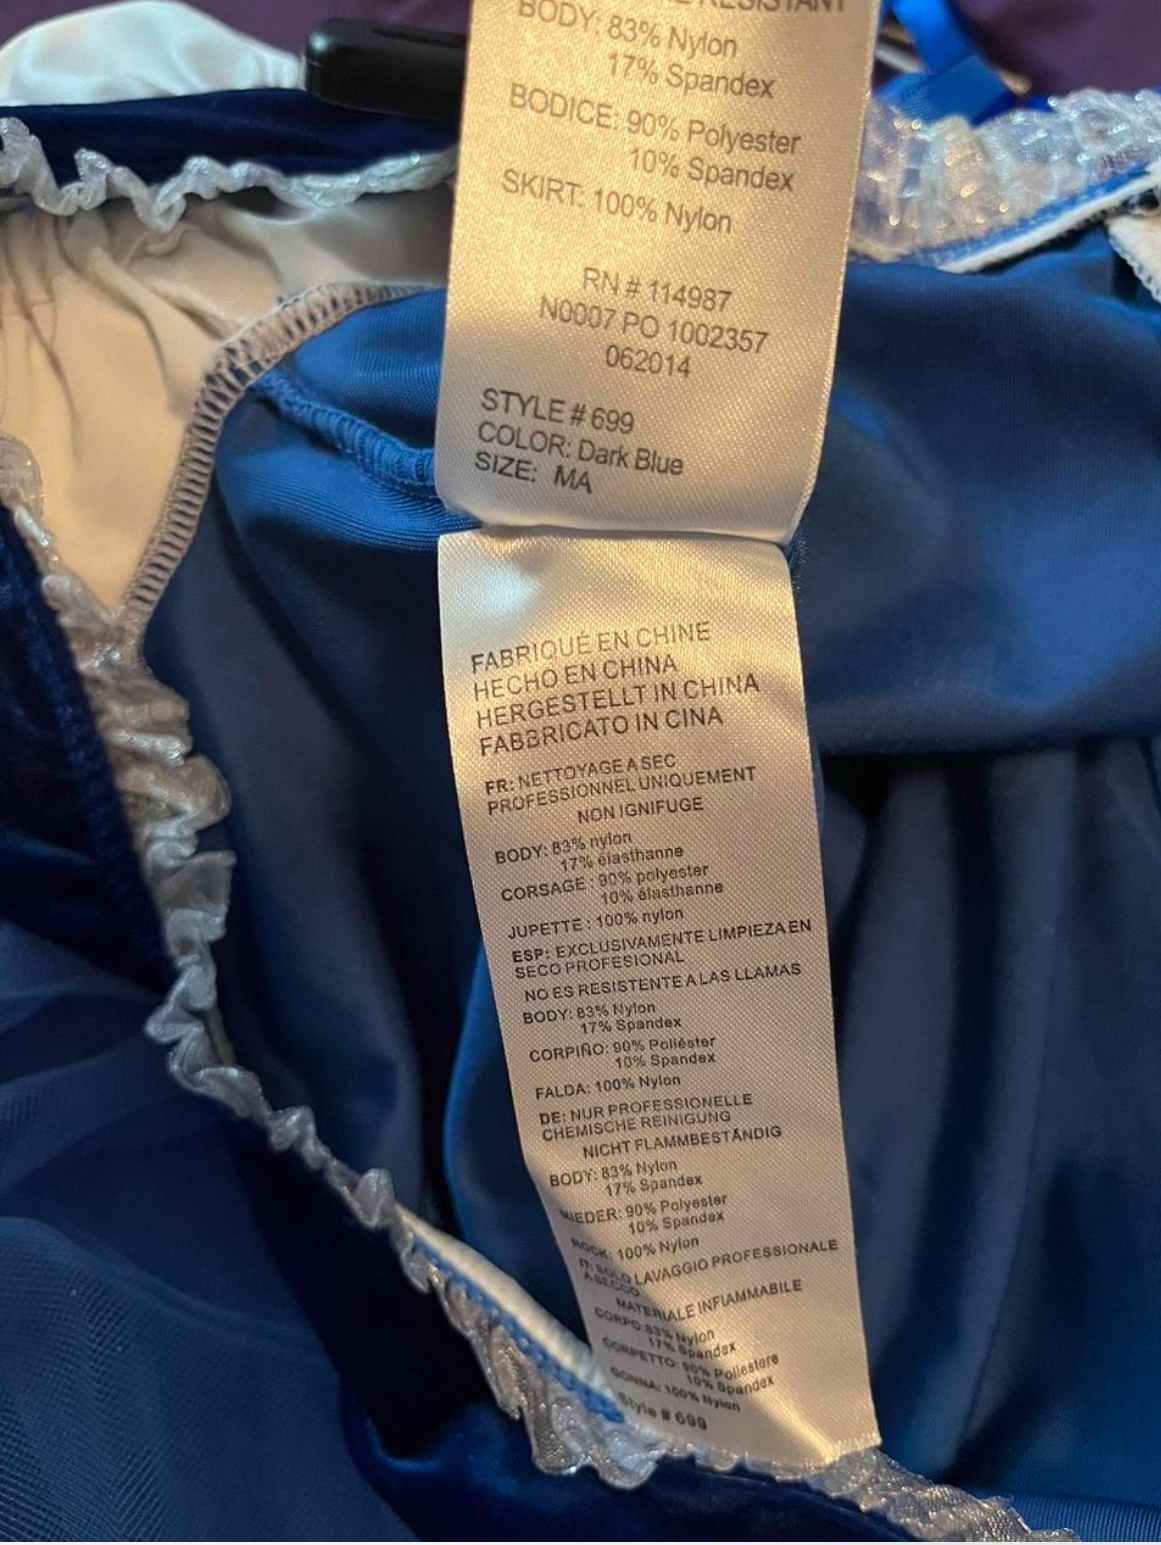 RESISTANT
BODY: 83% Nylon
17% Spandex
BODICE: 90% Polyester
10% Spandex
SKIRT: 100% Nylon
RN # 114987
N0007 PO 1002357
062014
STYLE # 699
COLOR: Dark Blue
SIZE: MA
FABRIQUÉ EN CHINE
HECHO EN CHINA
HERGESTELLT IN CHINA
FABBRICATO IN CINA
FR: NETTOYAGE A SEC
PROFESSIONNEL UNIQUEMENT
NON IGNIFUGE
BODY: 83% nylon
17% élasthanne
CORSAGE : 90% polyester
10% élasthanne
JUPETTE : 100% nylon
ESP: EXCLUSIVAMENTE LIMPIEZA EN
SECO PROFESIONAL
NO ES RESISTENTE A LAS LLAMAS
BODY: 83% Nylon
17% Spandex
CORPIÑO: 90% Poliéster
10% Spandex
FALDA: 100% Nylon
DE: NUR PROFESSIONELLE
CHEMISCHE REINIGUNG
NICHT FLAMMBESTÄNDIG
BODY: 83% Nylon
17% Spandex
MIEDER: 90% Polyester
10% Spandex
ROCK: 100% Nylon
IT: SOLO LAVAGGIO PROFESSIONALE
A SECCO
MATERIALE INFIAMMABILE
CORPO 83% Nylon
17% Spandex
CORPETTO: 90% Poliestere
10% Spandex
GONNA: 100% Nylon
Style # 699